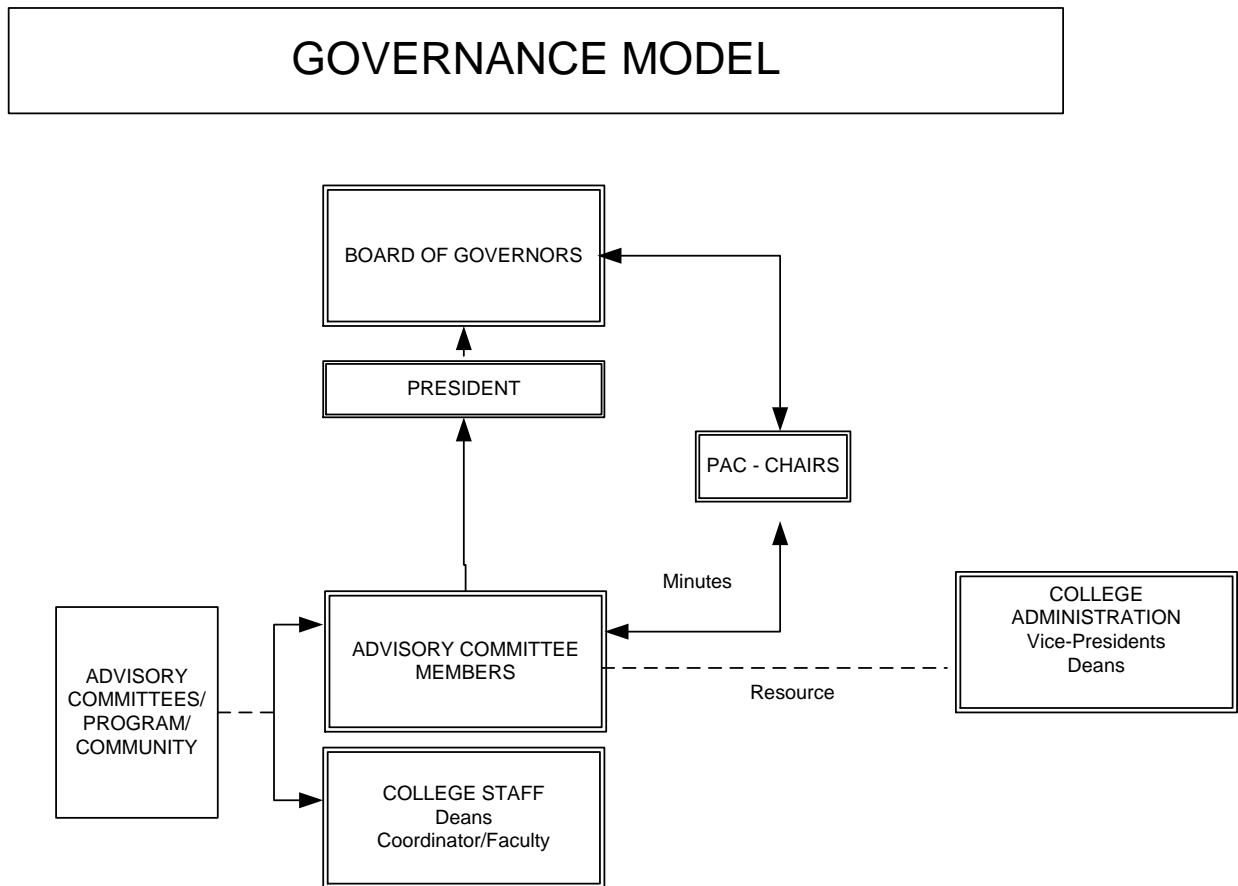 GOVERNANCE MODEL
BOARD OF GOVERNORS
PRESIDENT
PAC - CHAIRS
Minutes
ADVISORY COMMITTEE
MEMBERS
Resource
COLLEGE
ADMINISTRATION
Vice-Presidents
Deans
ADVISORY
COMMITTEES/
PROGRAM/
COMMUNITY
COLLEGE STAFF
Deans
Coordinator/Faculty